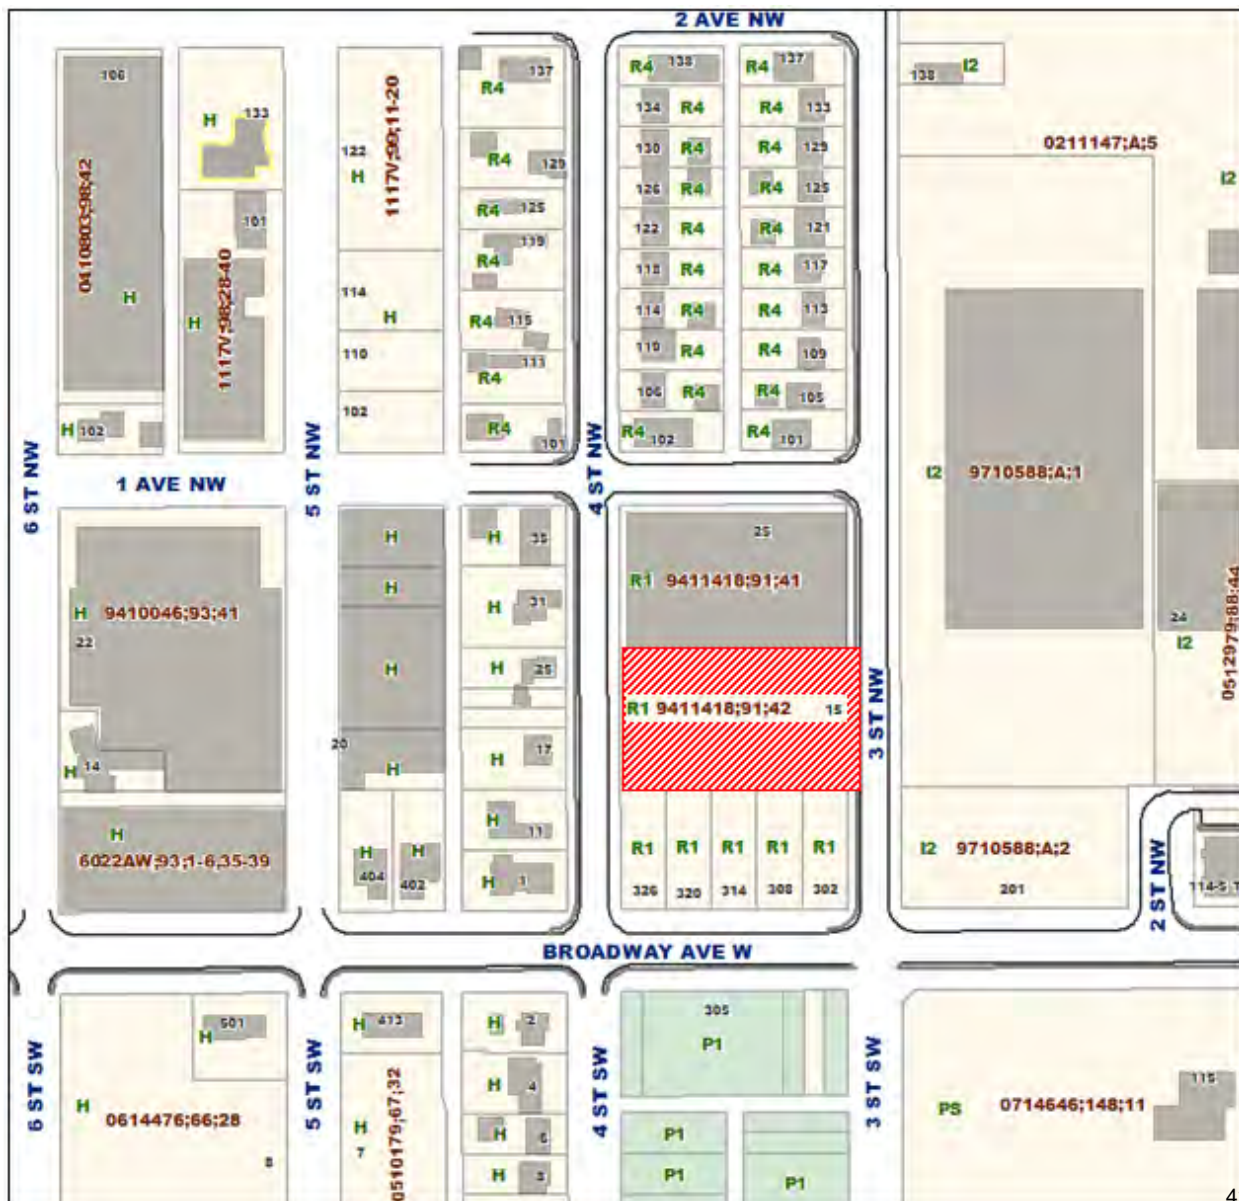 2 AVE NW
106
133
H
H
101
0410803;98;42
1117V;98;28-40
H
H 102
122
H
1117V;99;11-20
114
H
110
102
137
R4
R4
129
R4 125
119
R4
R4 115
111
R4
R4
101
R4 138
R4 137
134 R4
R4 133
130 R4
R4 129
126 R4
R4 125
122 R4
R4 121
118 R4
R4 117
114 R4
R4 113
110 R4
R4 109
106 R4
R4 105
R4 102
R4 101
138 I2
0211147;A;5
I2
I2 9710588;A;1
6 ST NW
1 AVE NW
5 ST NW
4 ST NW
H 9410046;93;41
22
H 14
H
6022AW;93;1-6,35-39
H
H
H
20
H
H
404
H
402
H 35
H 31
H 25
H 17
H
11
H 1
25
R1 9411418;91;41
R1 9411418;91;42 15
R1 R1 R1 R1 R1
326 320 314 308 302
3 ST NW
24
I2
0512979;88;44
I2 9710588;A;2
201
2 ST NW
114-5
BROADWAY AVE W
6 ST SW
501
H
H 0614476;66;28
8
5 ST SW
H 413
H
7
0510179;67;32
H 2
H 4
H
H
4 ST SW
305
P1
P1
P1
P1
3 ST SW
PS 0714646;148;11
115
4